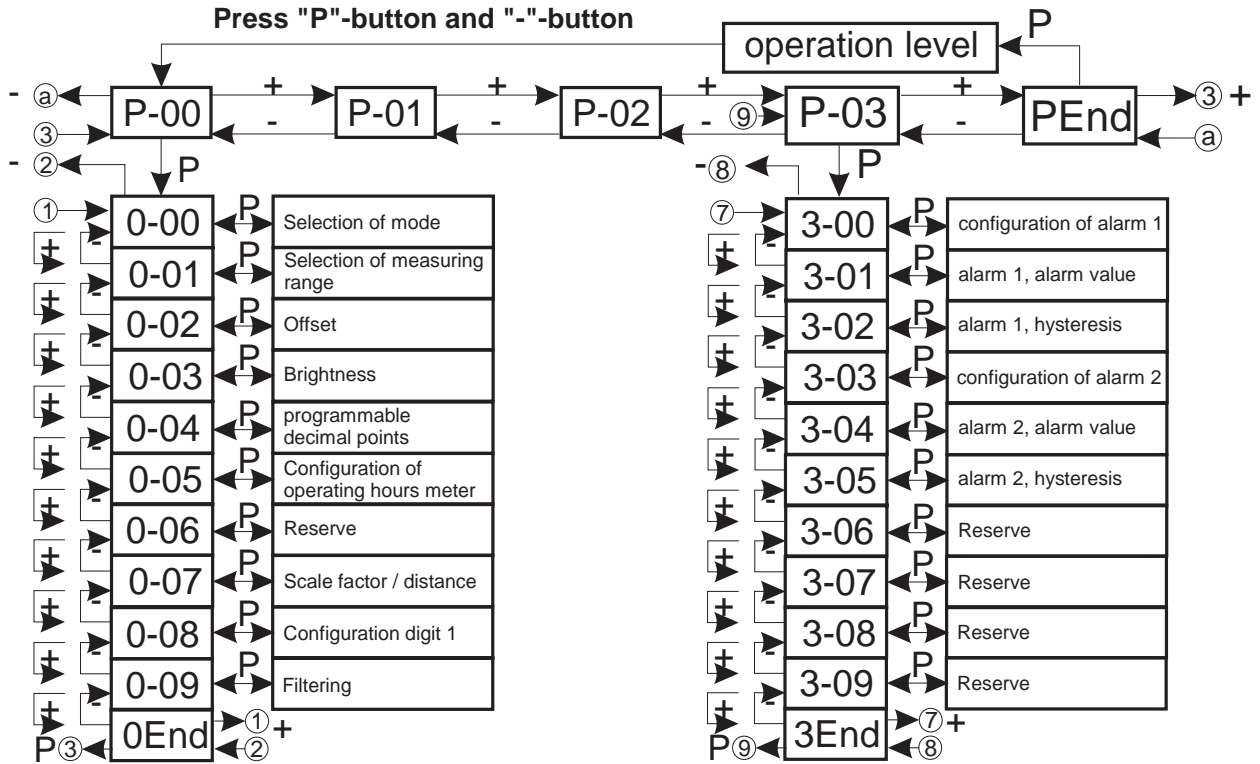 Press "P"-button and "-"-button
operation level
P
- ⓐ P-00 + - P-01 + - P-02 + - ⑨ P-03 + - PEnd ③ +
③ ⓐ
- ② P
- ⑧ P
① 0-00 P Selection of mode
+ - 0-01 P Selection of measuring
range
+ - 0-02 P Offset
+ - 0-03 P Brightness
+ - 0-04 P programmable
decimal points
+ - 0-05 P Configuration of
operating hours meter
+ - 0-06 P Reserve
+ - 0-07 P Scale factor / distance
+ - 0-08 P Configuration digit 1
+ - 0-09 P Filtering
+ - 0End ① +
P ③ ②
⑦ 3-00 P configuration of alarm 1
+ - 3-01 P alarm 1, alarm value
+ - 3-02 P alarm 1, hysteresis
+ - 3-03 P configuration of alarm 2
+ - 3-04 P alarm 2, alarm value
+ - 3-05 P alarm 2, hysteresis
+ - 3-06 P Reserve
+ - 3-07 P Reserve
+ - 3-08 P Reserve
+ - 3-09 P Reserve
+ - 3End ⑦ +
P ⑨ ⑧